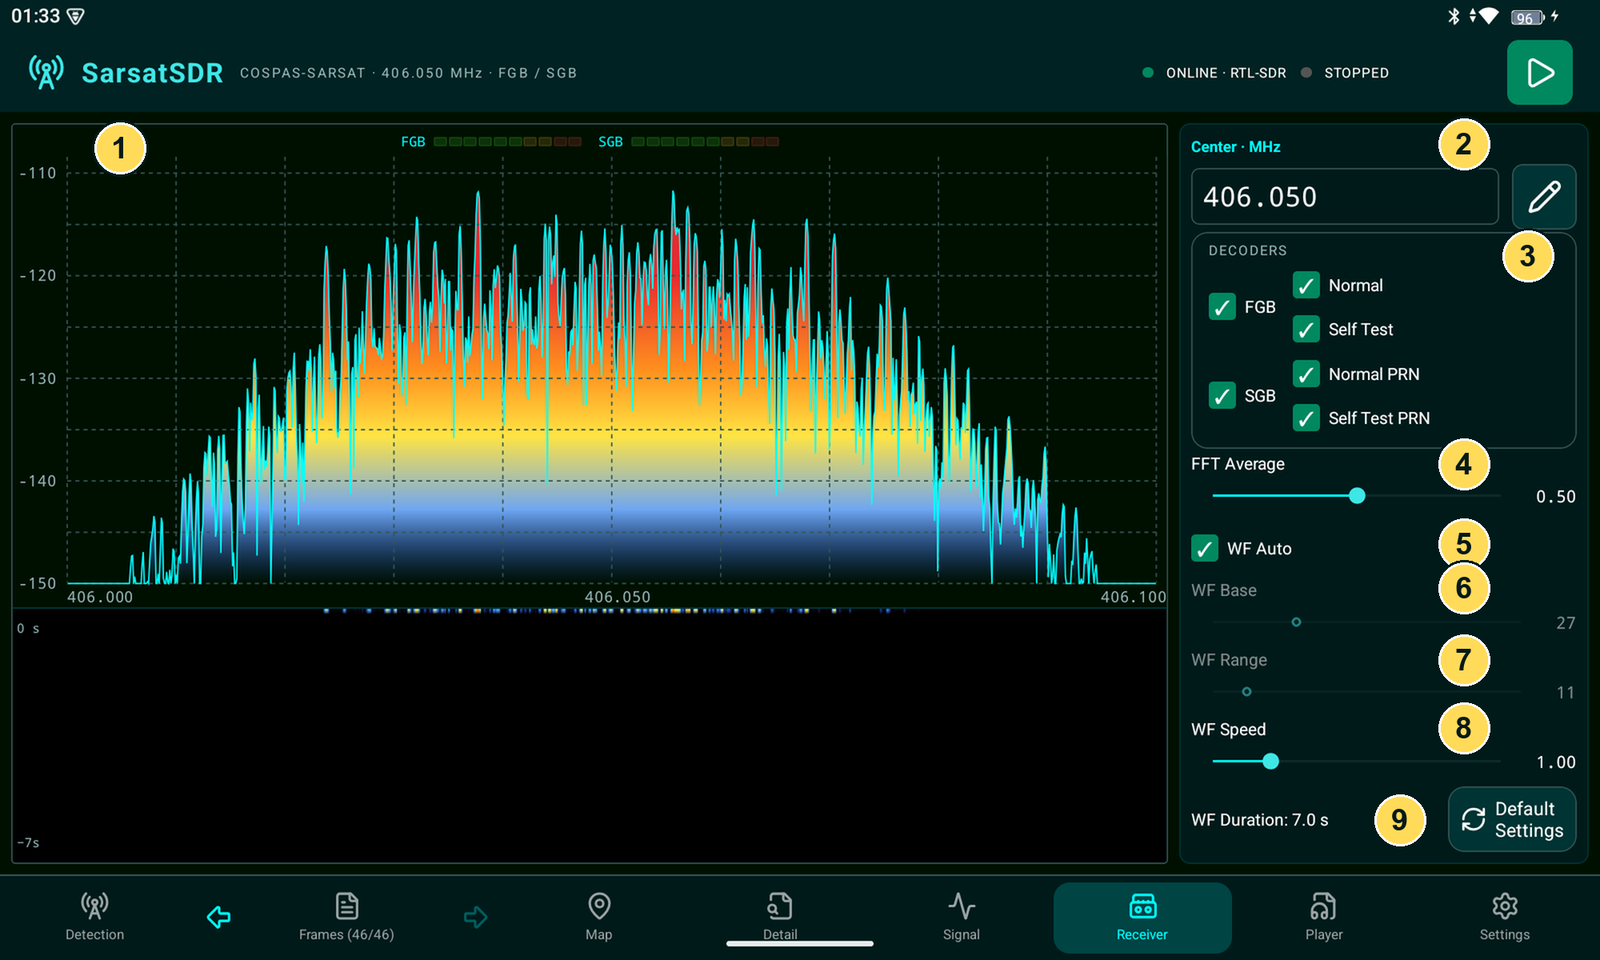 01:33
96
SarsatSDR
COSPAS-SARSAT · 406.050 MHz · FGB / SGB
ONLINE · RTL-SDR
STOPPED
1
FGB
SGB
-110
-120
-130
-140
-150
406.000
406.050
406.100
0 s
-7s
Center · MHz
2
406.050
3
DECODERS
FGB
Normal
Self Test
SGB
Normal PRN
Self Test PRN
FFT Average
4
0.50
WF Auto
5
WF Base
6
27
WF Range
7
11
WF Speed
8
1.00
WF Duration: 7.0 s
9
Default
Settings
Detection
Frames (46/46)
Map
Detail
Signal
Receiver
Player
Settings